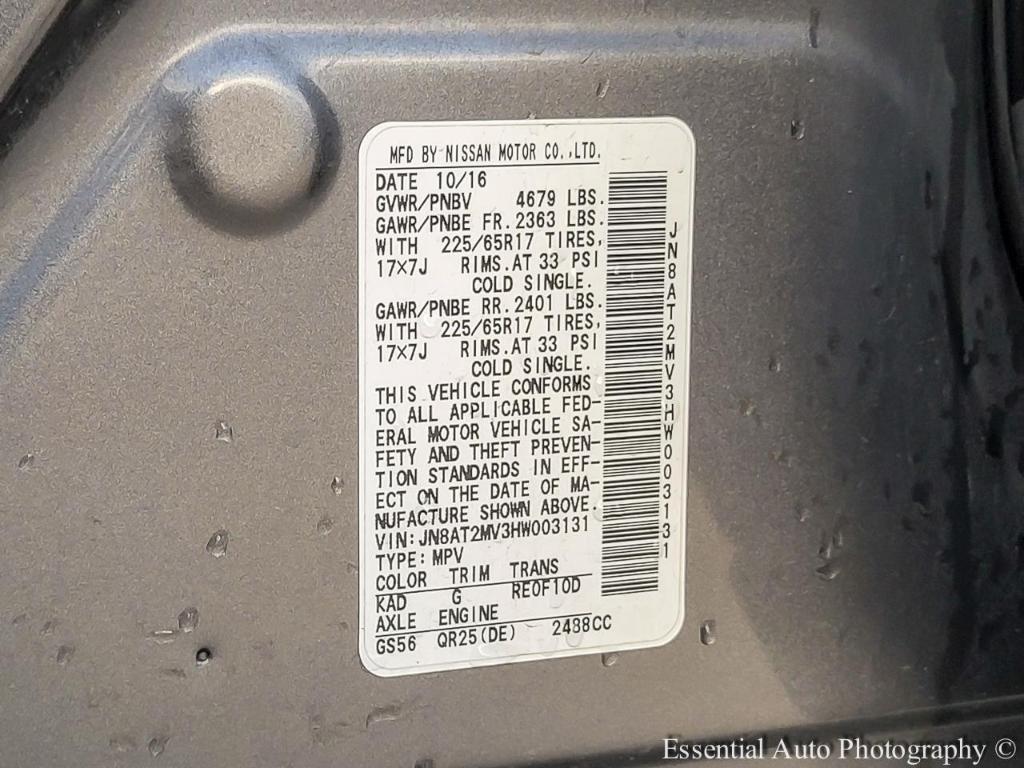 MFD BY NISSAN MOTOR CO.,LTD.
DATE 10/16
GVWR/PNBV 4679 LBS.
GAWR/PNBE FR. 2363 LBS.
WITH 225/65R17 TIRES,
17×7J RIMS. AT 33 PSI
COLD SINGLE.
GAWR/PNBE RR. 2401 LBS.
WITH 225/65R17 TIRES,
17×7J RIMS. AT 33 PSI
COLD SINGLE.
THIS VEHICLE CONFORMS
TO ALL APPLICABLE FED-
ERAL MOTOR VEHICLE SA-
FETY AND THEFT PREVEN-
TION STANDARDS IN EFF-
ECT ON THE DATE OF MA-
NUFACTURE SHOWN ABOVE.
VIN: JN8AT2MV3HW003131
TYPE: MPV
COLOR TRIM TRANS
KAD G RE0F10D
AXLE ENGINE
GS56 QR25(DE) 2488CC
JN8AT2MV3HW003131
Essential Auto Photography ©